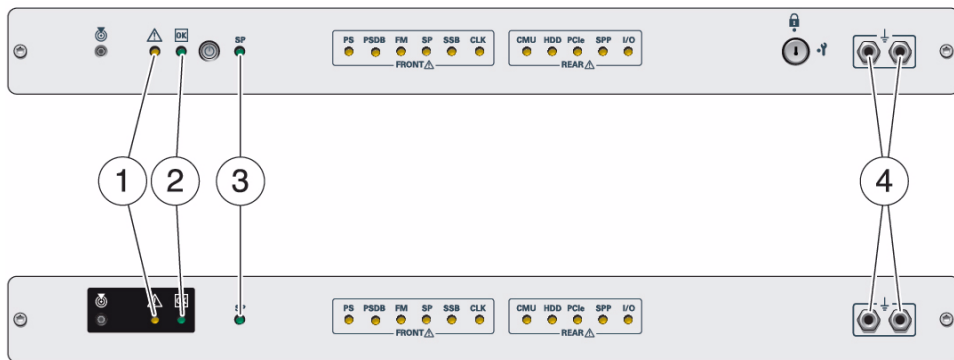 OK SP PS PSDB FM SP SSB CLK CMU HDD PCIe SPP I/O
FRONT REAR
1 2 3 4
OK SP PS PSDB FM SP SSB CLK CMU HDD PCIe SPP I/O
FRONT REAR